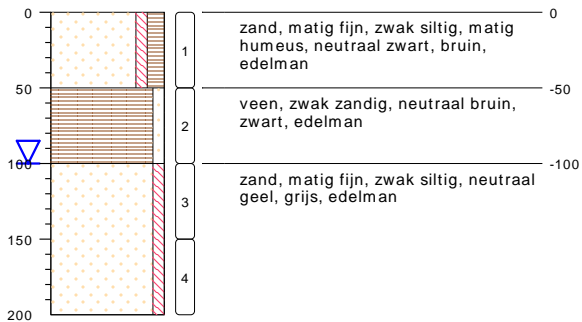 0
50
100
150
200
1
2
3
4
zand, matig fijn, zwak siltig, matig
humeus, neutraal zwart, bruin,
edelman
veen, zwak zandig, neutraal bruin,
zwart, edelman
zand, matig fijn, zwak siltig, neutraal
geel, grijs, edelman
0
-50
-100